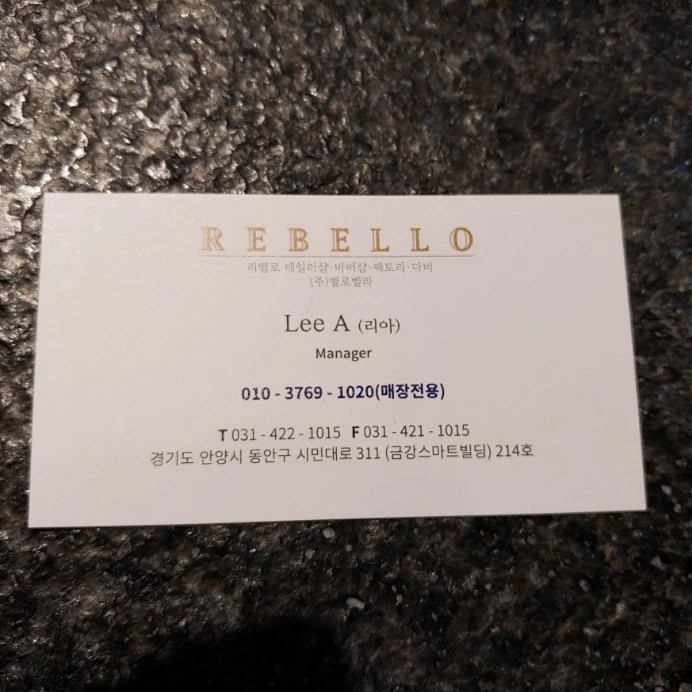 REBELLO
리벨로 테일러샵·바버샵·팩토리·다비
(주)벨로벨라
Lee A (리아)
Manager
010 - 3769 - 1020(매장전용)
T 031 - 422 - 1015 F 031 - 421 - 1015
경기도 안양시 동안구 시민대로 311 (금강스마트빌딩) 214호